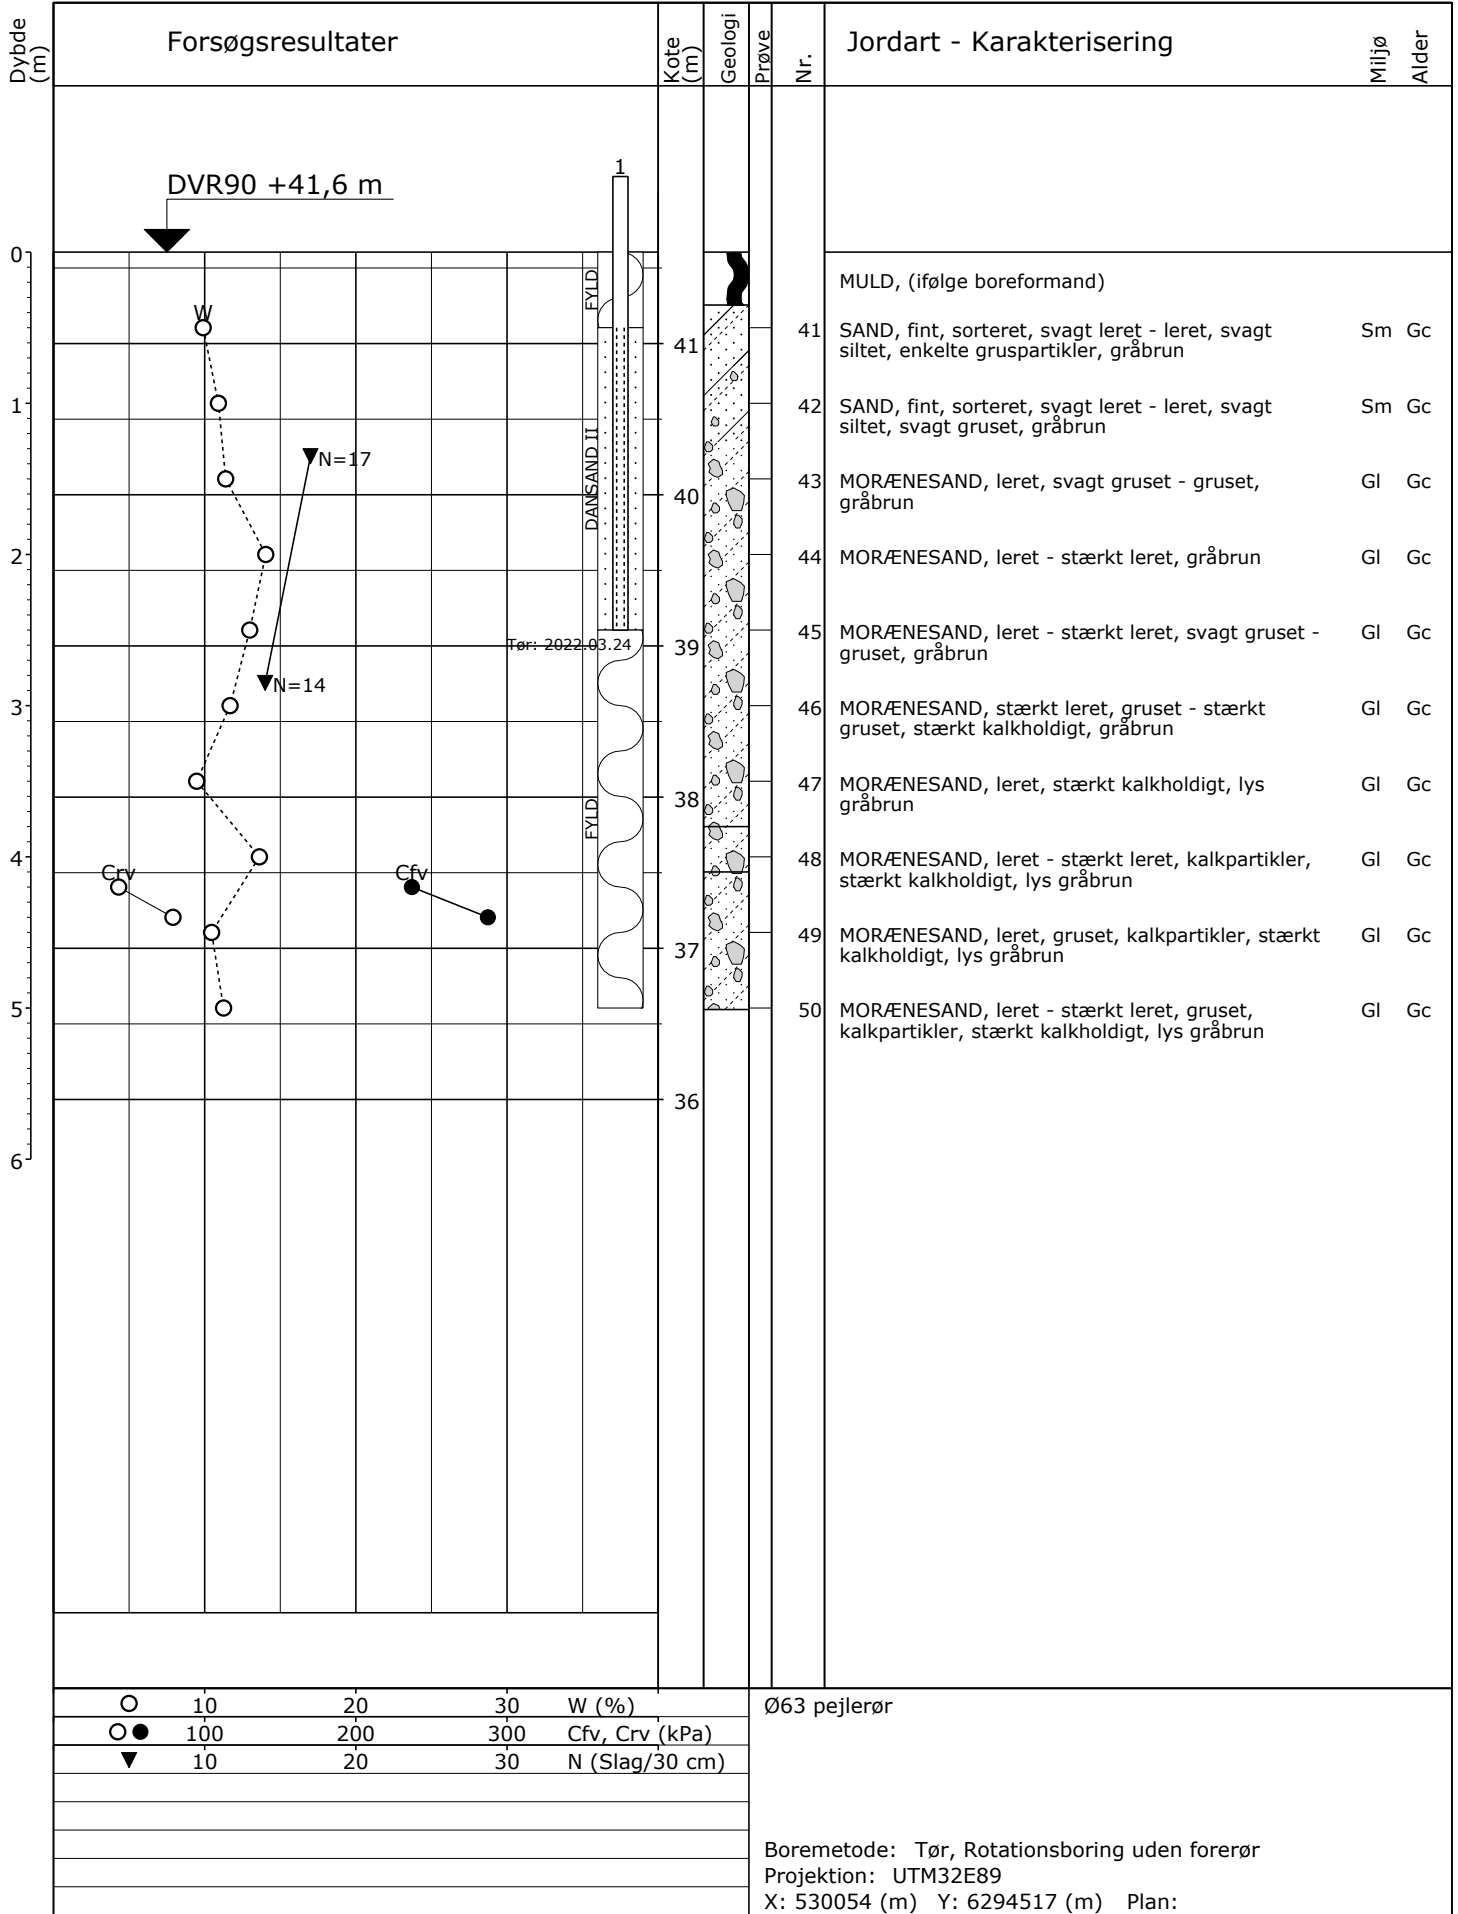 Dybde
(m)
Forsøgsresultater
Kote
(m)
Geologi
Prøve
Nr.
Jordart - Karakterisering
Miljø
Alder
DVR90 +41,6 m
1
0
1
2
3
4
5
6
W
N=17
N=14
Crv
Cfv
FYLD
DANSAND II
Tør: 2022.03.24
FYLD
41
40
39
38
37
36
MULD, (ifølge boreformand)
41 SAND, fint, sorteret, svagt leret - leret, svagt Sm Gc
siltet, enkelte gruspartikler, gråbrun
42 SAND, fint, sorteret, svagt leret - leret, svagt Sm Gc
siltet, svagt gruset, gråbrun
43 MORÆNESAND, leret, svagt gruset - gruset, Gl Gc
gråbrun
44 MORÆNESAND, leret - stærkt leret, gråbrun Gl Gc
45 MORÆNESAND, leret - stærkt leret, svagt gruset - Gl Gc
gruset, gråbrun
46 MORÆNESAND, stærkt leret, gruset - stærkt Gl Gc
gruset, stærkt kalkholdigt, gråbrun
47 MORÆNESAND, leret, stærkt kalkholdigt, lys Gl Gc
gråbrun
48 MORÆNESAND, leret - stærkt leret, kalkpartikler, Gl Gc
stærkt kalkholdigt, lys gråbrun
49 MORÆNESAND, leret, gruset, kalkpartikler, stærkt Gl Gc
kalkholdigt, lys gråbrun
50 MORÆNESAND, leret - stærkt leret, gruset, Gl Gc
kalkpartikler, stærkt kalkholdigt, lys gråbrun
10 20 30 W (%)
100 200 300 Cfv, Crv (kPa)
10 20 30 N (Slag/30 cm)
Ø63 pejlerør
Boremetode: Tør, Rotationsboring uden forerør
Projektion: UTM32E89
X: 530054 (m) Y: 6294517 (m) Plan: